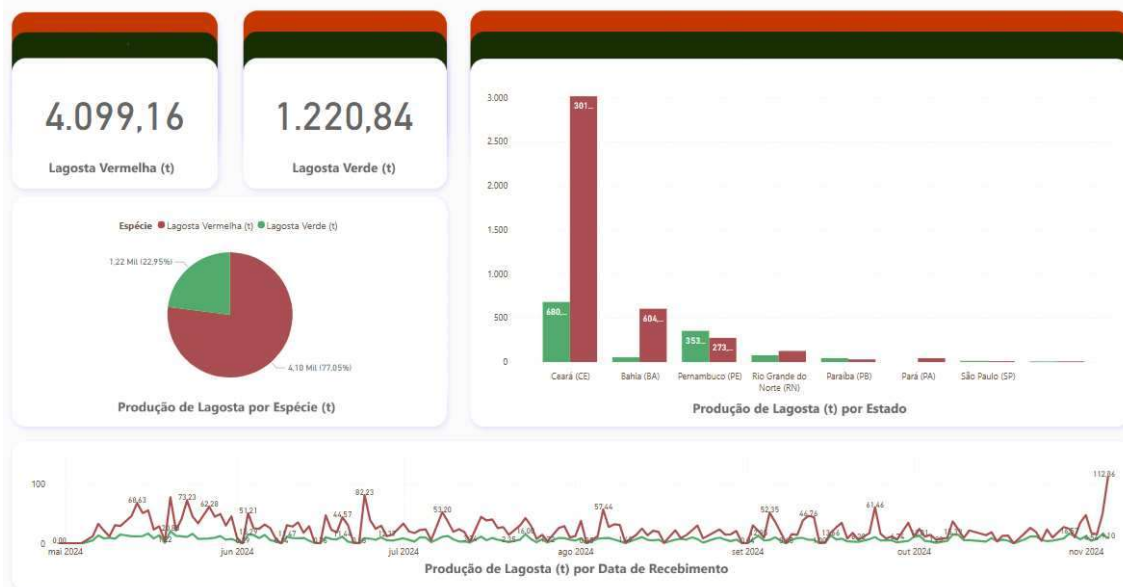 4.099,16
Lagosta Vermelha (t)
1.220,84
Lagosta Verde (t)
Espécie Lagosta Vermelha (t) Lagosta Verde (t)
1,22 Mil (22,95%)
4,10 Mil (77,05%)
Produção de Lagosta por Espécie (t)
3.000
2.500
2.000
1.500
1.000
500
0
301...
680,...
604,...
353...
273,...
Ceará (CE)
Bahia (BA)
Pernambuco (PE)
Rio Grande do
Norte (RN)
Paraíba (PB)
Pará (PA)
São Paulo (SP)
Produção de Lagosta (t) por Estado
100
0
0,00
68,63
73,23
62,28
51,21
44,57
82,23
53,20
57,44
52,35
46,76
61,46
112,86
mai 2024
jun 2024
jul 2024
ago 2024
set 2024
out 2024
nov 2024
Produção de Lagosta (t) por Data de Recebimento